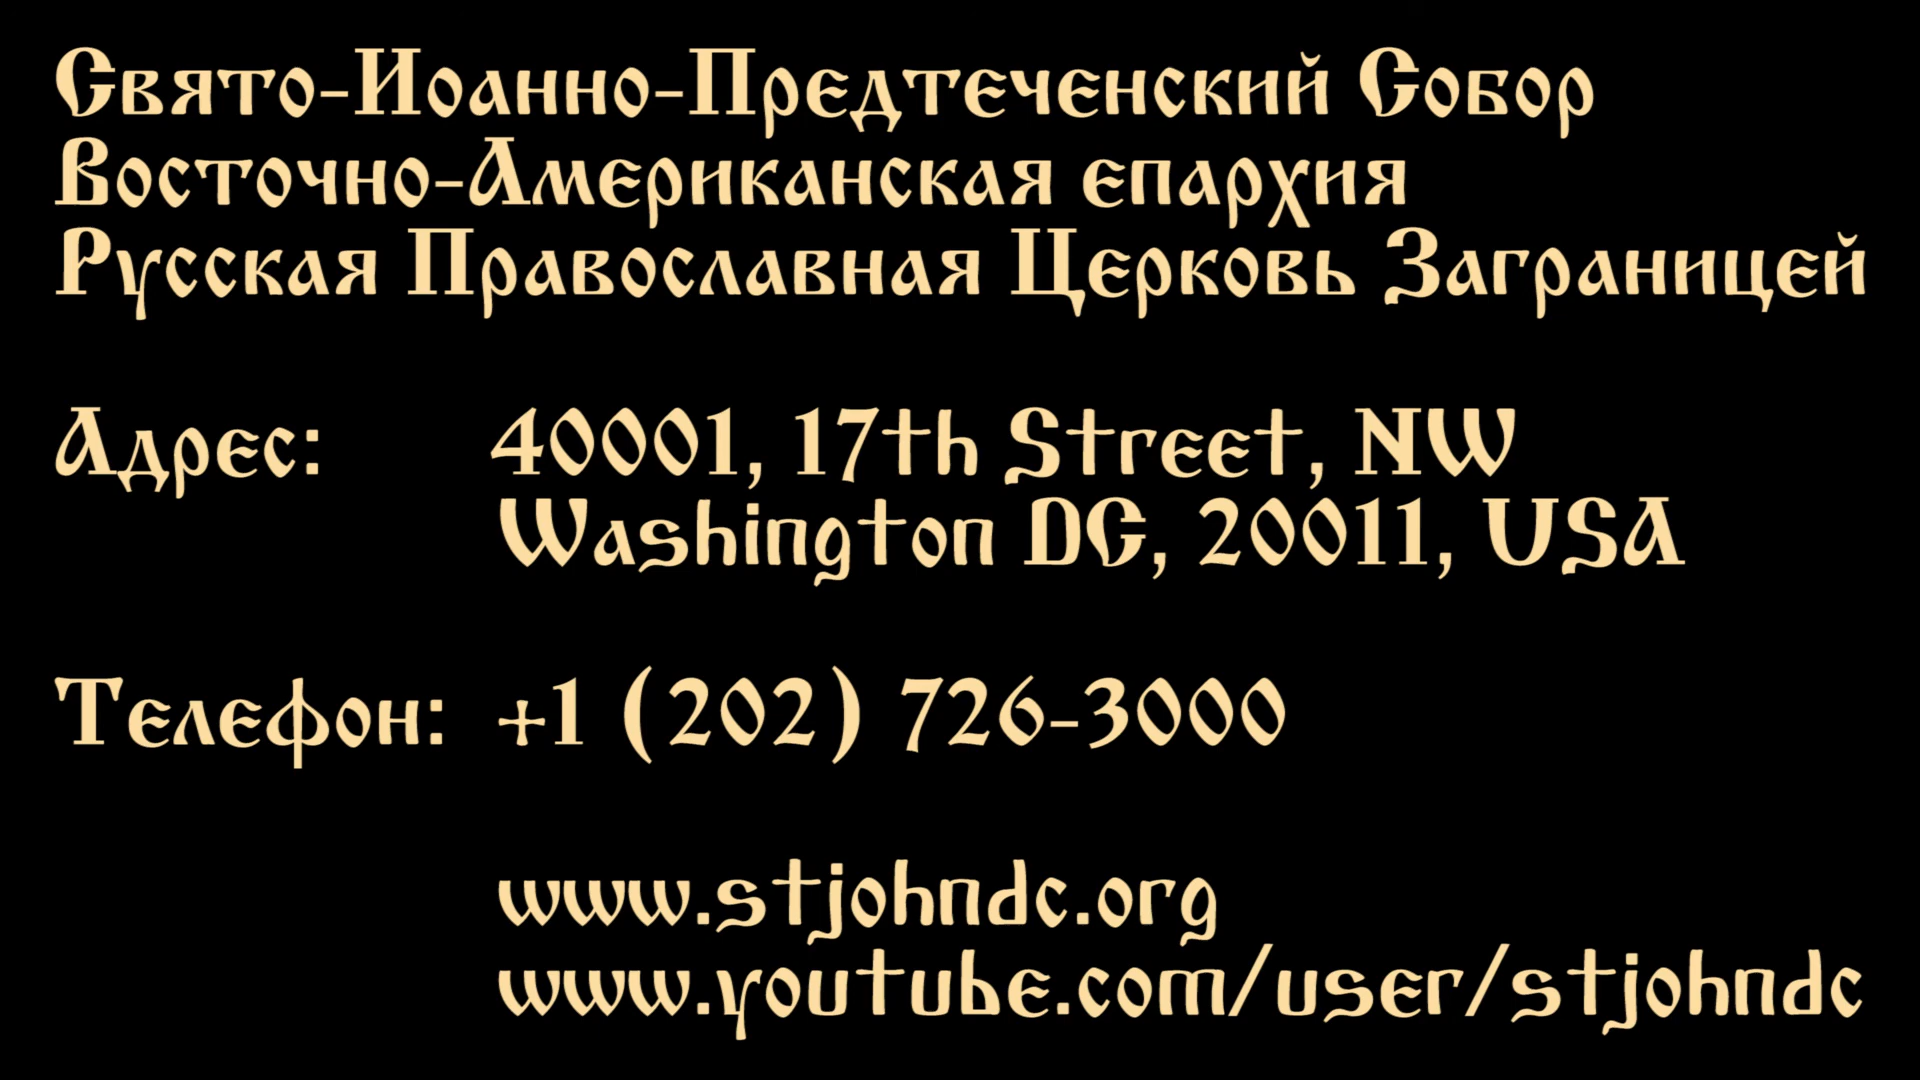 Свято-Иоанно-Предтеченский Собор
Восточно-Американская епархия
Русская Православная Церковь Заграницей
Адрес: 40001, 17th Street, NW
Washington DC, 20011, USA
Телефон: +1 (202) 726-3000
www.stjohndc.org
www.youtube.com/user/stjohndc